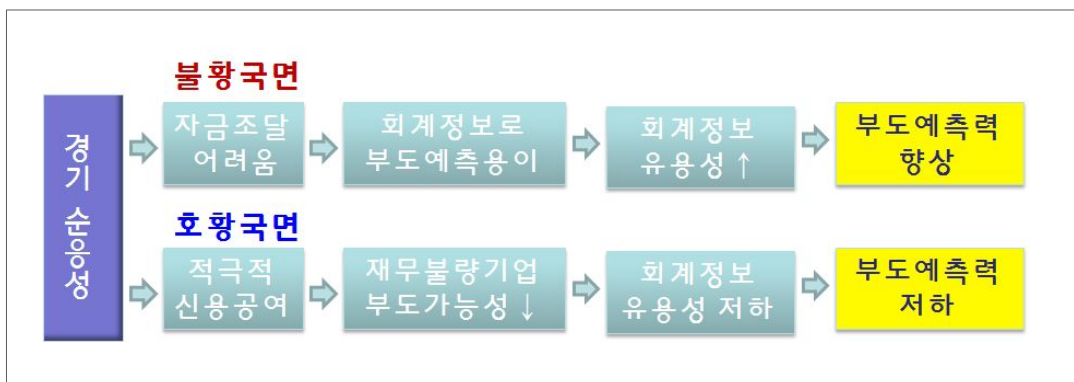 경기 순응성
불황국면
자금조달
어려움
회계정보로
부도예측용이
회계정보
유용성 ↑
부도예측력
향상
호황국면
적극적
신용공여
재무불량기업
부도가능성 ↓
회계정보
유용성 저하
부도예측력
저하